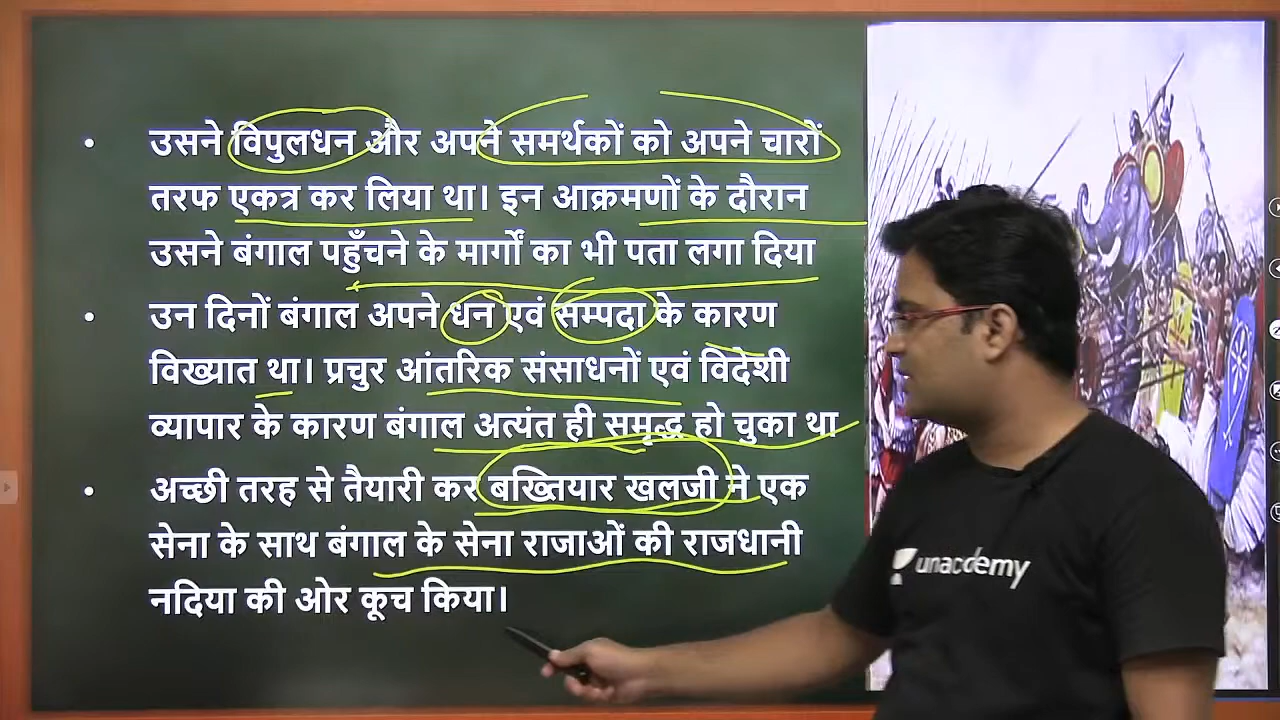 • उसने विपुलधन और अपने समर्थकों को अपने चारों
तरफ एकत्र कर लिया था। इन आक्रमणों के दौरान
उसने बंगाल पहुँचने के मार्गों का भी पता लगा दिया
• उन दिनों बंगाल अपने धन एवं सम्पदा के कारण
विख्यात था। प्रचुर आंतरिक संसाधनों एवं विदेशी
व्यापार के कारण बंगाल अत्यंत ही समृद्ध हो चुका था
• अच्छी तरह से तैयारी कर बख्तियार खलजी ने एक
सेना के साथ बंगाल के सेना राजाओं की राजधानी
नदिया की ओर कूच किया।
unacademy